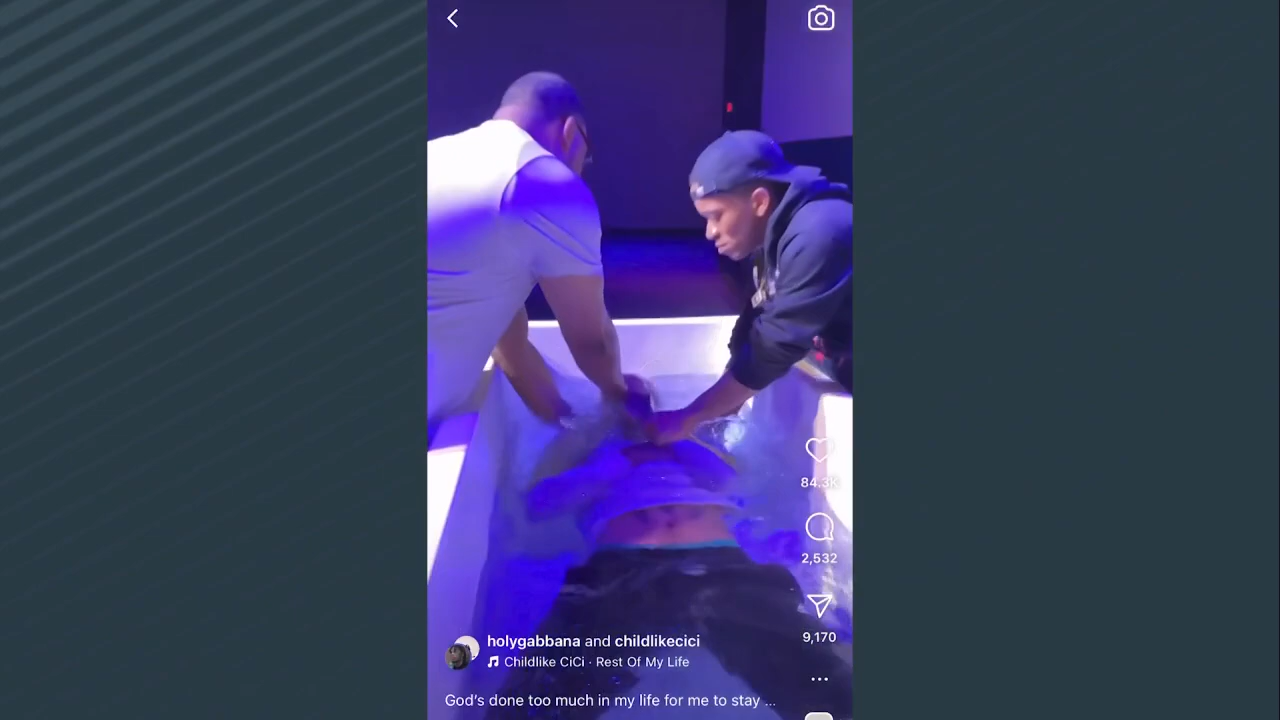 84.3K
2,532
9,170
holygabbana and childlikecici
Childlike CiCi · Rest Of My Life
God's done too much in my life for me to stay ...